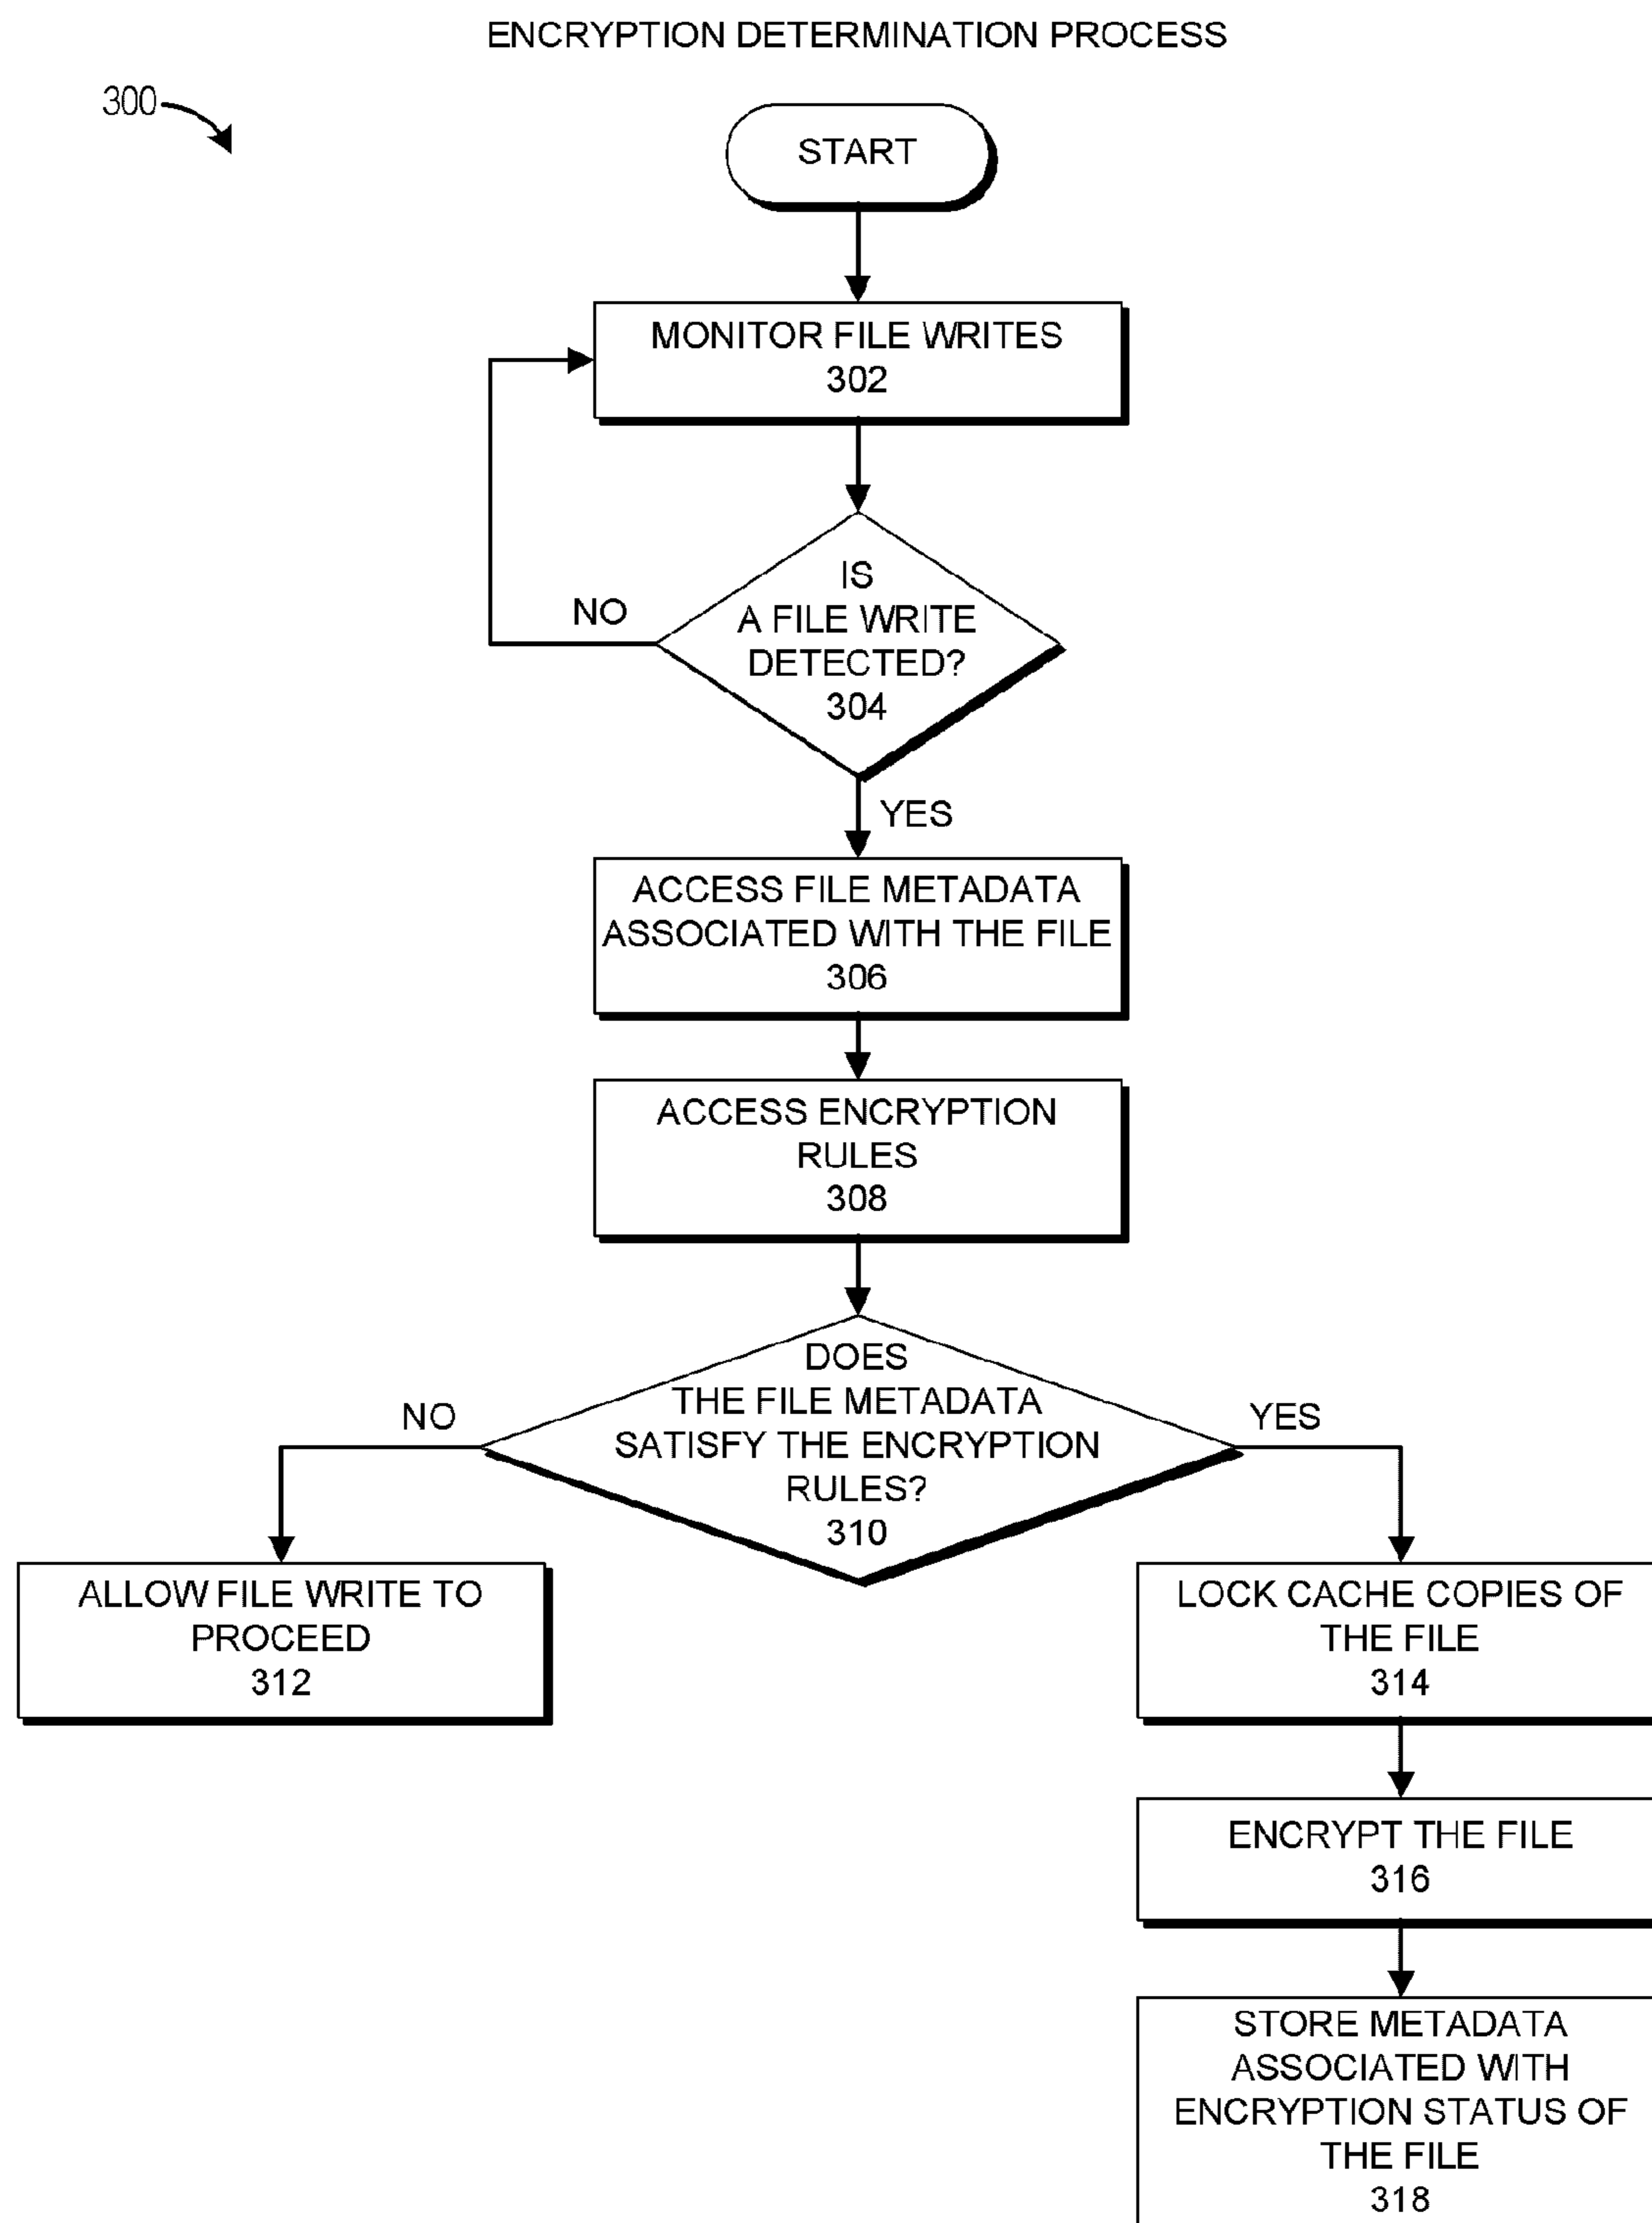 ENCRYPTION DETERMINATION PROCESS
300
START
MONITOR FILE WRITES
302
IS
A FILE WRITE
DETECTED?
304
NO
YES
ACCESS FILE METADATA
ASSOCIATED WITH THE FILE
306
ACCESS ENCRYPTION
RULES
308
DOES
THE FILE METADATA
SATISFY THE ENCRYPTION
RULES?
310
NO
YES
ALLOW FILE WRITE TO
PROCEED
312
LOCK CACHE COPIES OF
THE FILE
314
ENCRYPT THE FILE
316
STORE METADATA
ASSOCIATED WITH
ENCRYPTION STATUS OF
THE FILE
318